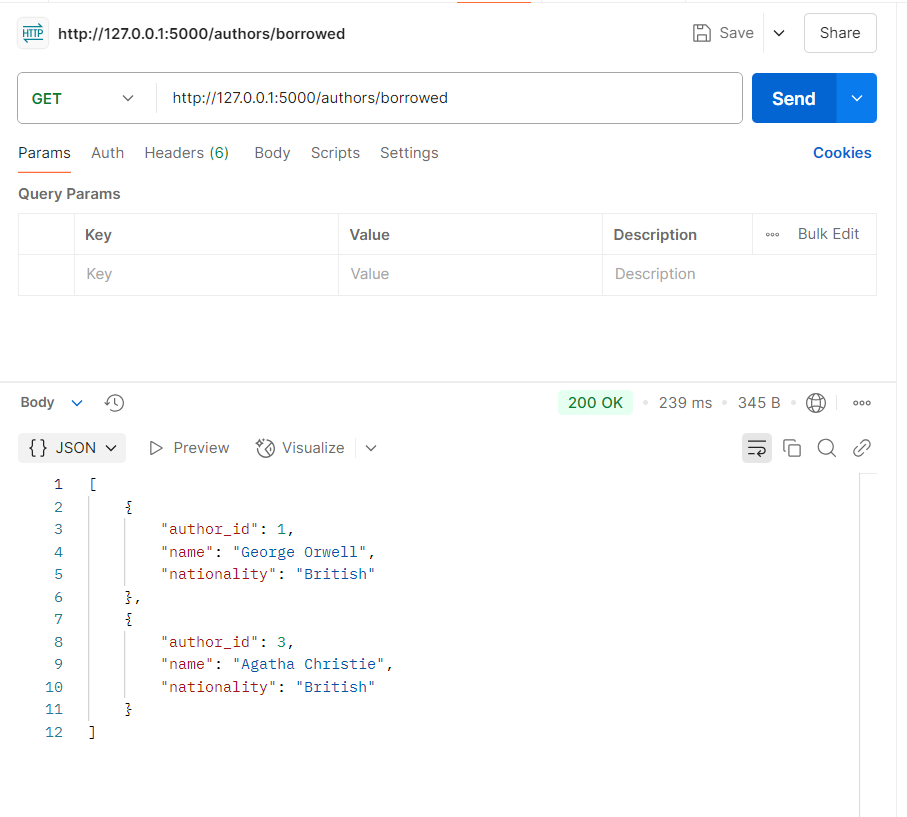 HTTP http://127.0.0.1:5000/authors/borrowed Save Share
GET http://127.0.0.1:5000/authors/borrowed Send
Params Auth Headers (6) Body Scripts Settings Cookies
Query Params
Key Value Description Bulk Edit
Key Value Description
Body 200 OK 239 ms 345 B
{} JSON Preview Visualize
1 [
2 {
3 "author_id": 1,
4 "name": "George Orwell",
5 "nationality": "British"
6 },
7 {
8 "author_id": 3,
9 "name": "Agatha Christie",
10 "nationality": "British"
11 }
12 ]